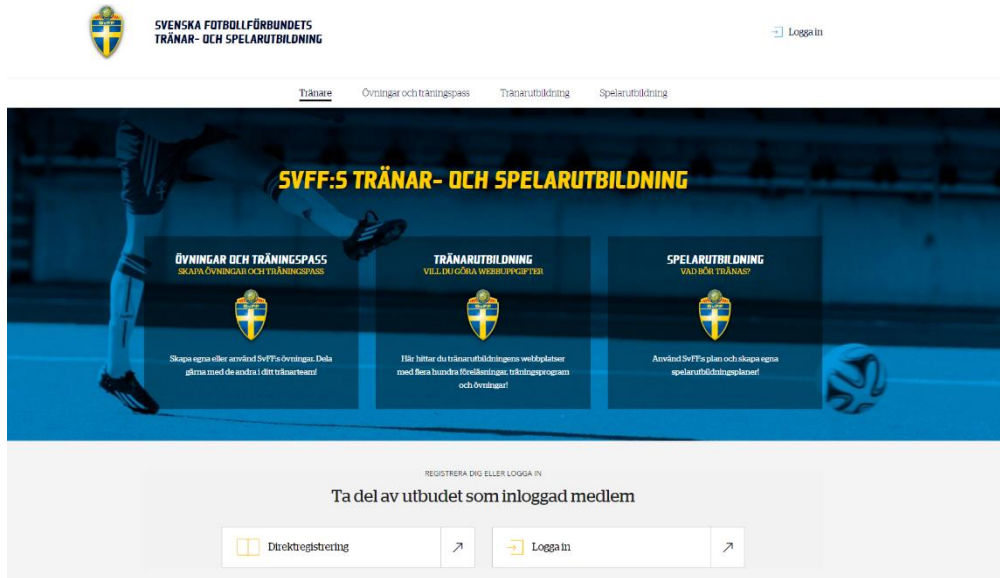 SVENSKA FOTBOLLFÖRBUNDETS
TRÄNAR- OCH SPELARUTBILDNING
Logga in
Tränare
Övningar och träningspass
Tränarutbildning
Spelarutbildning
SVFF:S TRÄNAR- OCH SPELARUTBILDNING
ÖVNINGAR OCH TRÄNINGSPASS
SKAPA ÖVNINGAR OCH TRÄNINGSPASS
SvFF
Skapa egna eller använd SvFF:s övningar. Dela
gärna med de andra i ditt tränarteam!
TRÄNARUTBILDNING
VILL DU GÖRA WEBBUPPGIFTER
SvFF
Här hittar du tränarutbildningens webbplatser
med flera hundra föreläsningar, träningsprogram
och övningar!
SPELARUTBILDNING
VAD BÖR TRÄNAS?
SvFF
Använd SvFF:s plan och skapa egna
spelarutbildningsplaner!
REGISTRERA DIG ELLER LOGGA IN
Ta del av utbudet som inloggad medlem
Direktregistrering
Logga in